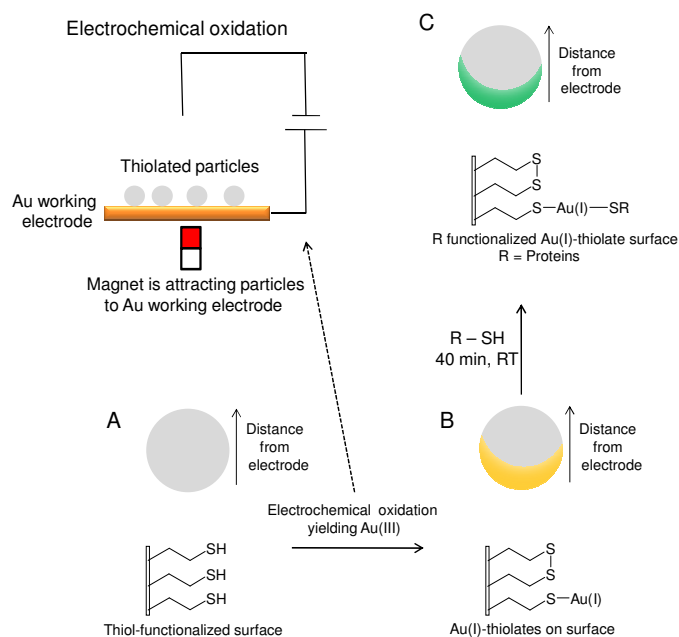 Electrochemical oxidation
Thiolated particles
Au working
electrode
Magnet is attracting particles
to Au working electrode
C
Distance
from
electrode
S
S
S—Au(I)—SR
R functionalized Au(I)-thiolate surface
R = Proteins
R – SH
40 min, RT
A
Distance
from
electrode
B
Distance
from
electrode
Electrochemical oxidation
yielding Au(III)
SH
SH
SH
Thiol-functionalized surface
S
S
S—Au(I)
Au(I)-thiolates on surface